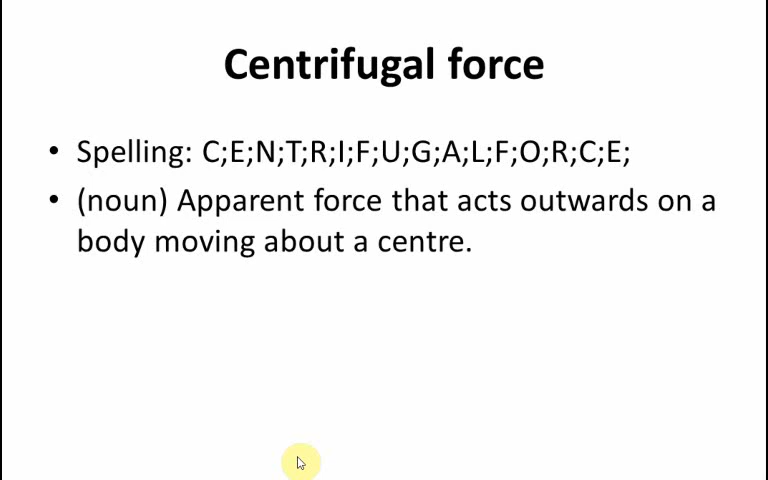 Centrifugal force
• Spelling: C;E;N;T;R;I;F;U;G;A;L;F;O;R;C;E;
• (noun) Apparent force that acts outwards on a
body moving about a centre.